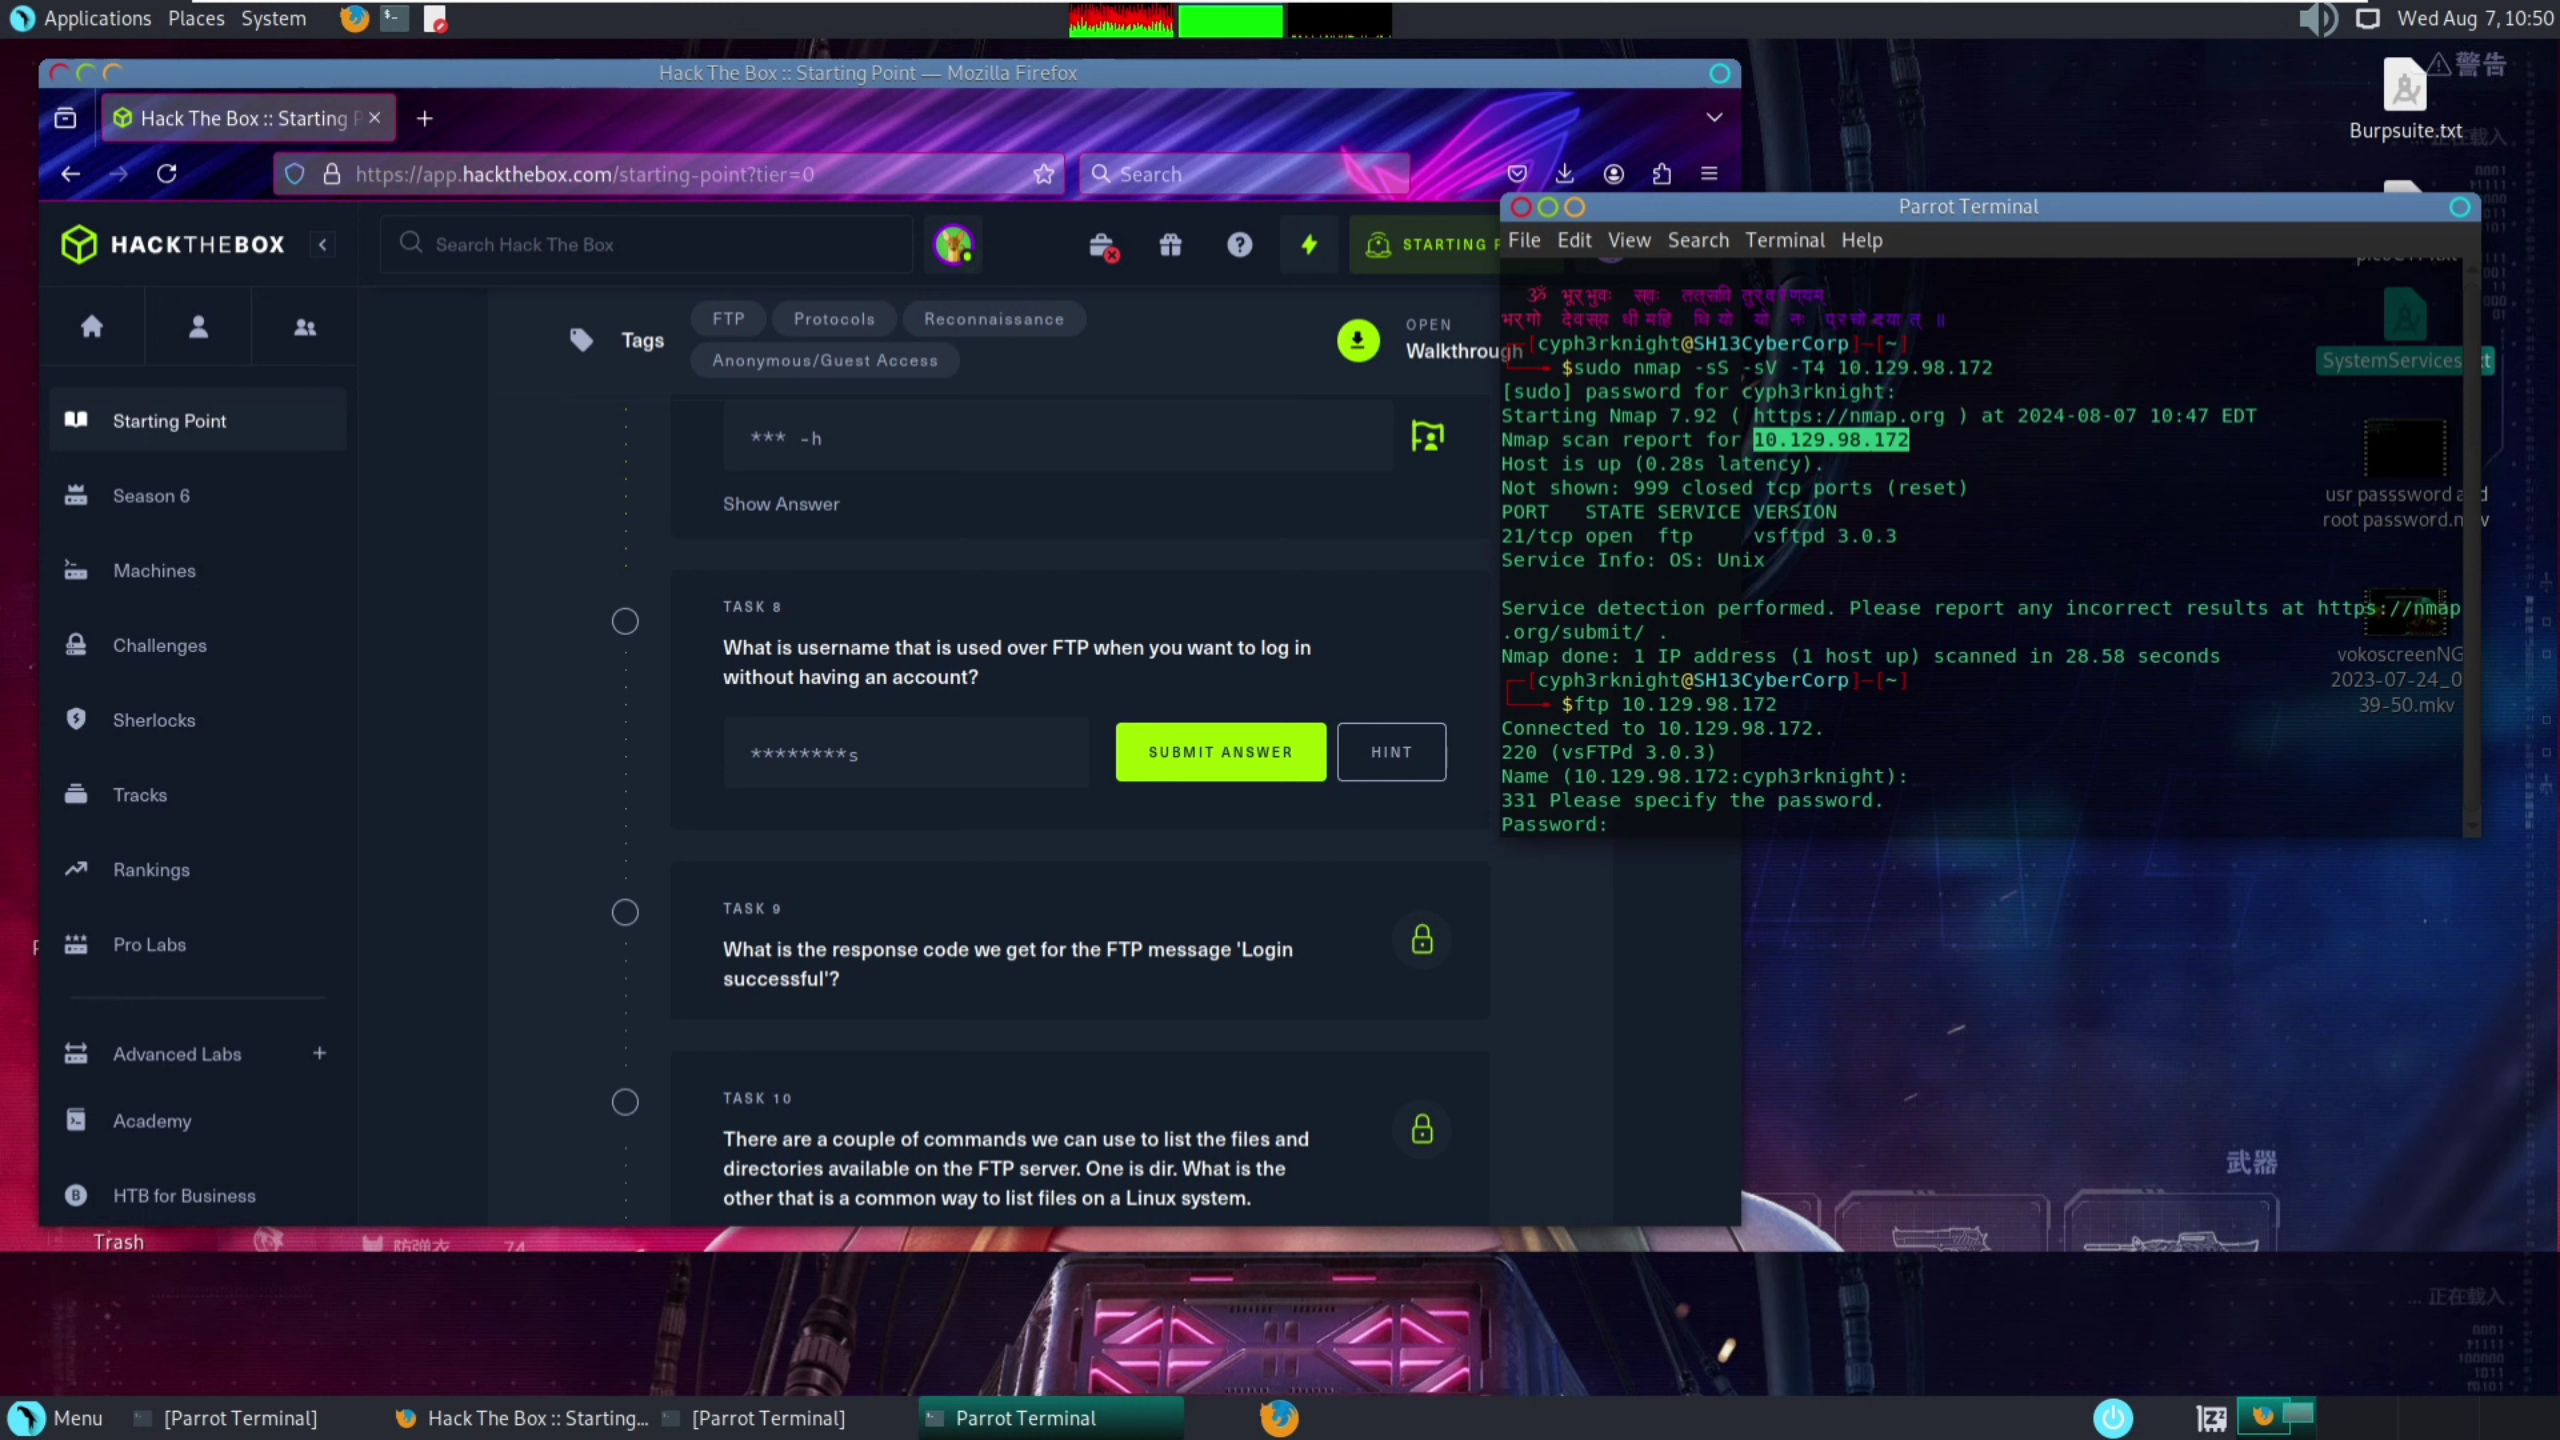 Applications Places System
Wed Aug 7, 10:50
Hack The Box :: Starting Point — Mozilla Firefox
Hack The Box :: Starting P
https://app.hackthebox.com/starting-point?tier=0
Search
HACKTHEBOX
Search Hack The Box
STARTING P
Starting Point
Season 6
Machines
Challenges
Sherlocks
Tracks
Rankings
Pro Labs
Advanced Labs
Academy
HTB for Business
Tags
FTP
Protocols
Reconnaissance
Anonymous/Guest Access
OPEN
Walkthrough
*** -h
Show Answer
TASK 8
What is username that is used over FTP when you want to log in
without having an account?
********s
SUBMIT ANSWER
HINT
TASK 9
What is the response code we get for the FTP message 'Login
successful'?
TASK 10
There are a couple of commands we can use to list the files and
directories available on the FTP server. One is dir. What is the
other that is a common way to list files on a Linux system.
Parrot Terminal
File Edit View Search Terminal Help
┌─[cyph3rknight@SH13CyberCorp]─[~]
└──╼ $sudo nmap -sS -sV -T4 10.129.98.172
[sudo] password for cyph3rknight:
Starting Nmap 7.92 ( https://nmap.org ) at 2024-08-07 10:47 EDT
Nmap scan report for 10.129.98.172
Host is up (0.28s latency).
Not shown: 999 closed tcp ports (reset)
PORT   STATE SERVICE VERSION
21/tcp open  ftp     vsftpd 3.0.3
Service Info: OS: Unix
Service detection performed. Please report any incorrect results at https://nmap
.org/submit/ .
Nmap done: 1 IP address (1 host up) scanned in 28.58 seconds
┌─[cyph3rknight@SH13CyberCorp]─[~]
└──╼ $ftp 10.129.98.172
Connected to 10.129.98.172.
220 (vsFTPd 3.0.3)
Name (10.129.98.172:cyph3rknight):
331 Please specify the password.
Password:
警告
Burpsuite.txt
usr passsword and
vokoscreenNG
39-50.mkv
武器
Trash
防弹衣 74
正在载入
Menu
[Parrot Terminal]
Hack The Box :: Starting...
[Parrot Terminal]
Parrot Terminal